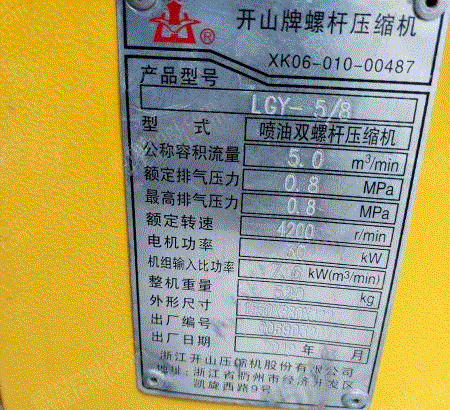 开山牌螺杆压缩机
®
XK06-010-00487
产品型号
LGY- 5/8
型 式 喷油双螺杆压缩机
公称容积流量 5.0 m³/min
额定排气压力 0.8 MPa
最高排气压力 0.8 MPa
额定转速 4200 r/min
电机功率 kW
机组输入比功率 kW(m³/min)
整机重量 kg
外形尺寸
出厂编号
出厂日期 年 月
浙江开山压缩机股份有限公司
地址:浙江省衢州市经济开发区
凯旋西路9号